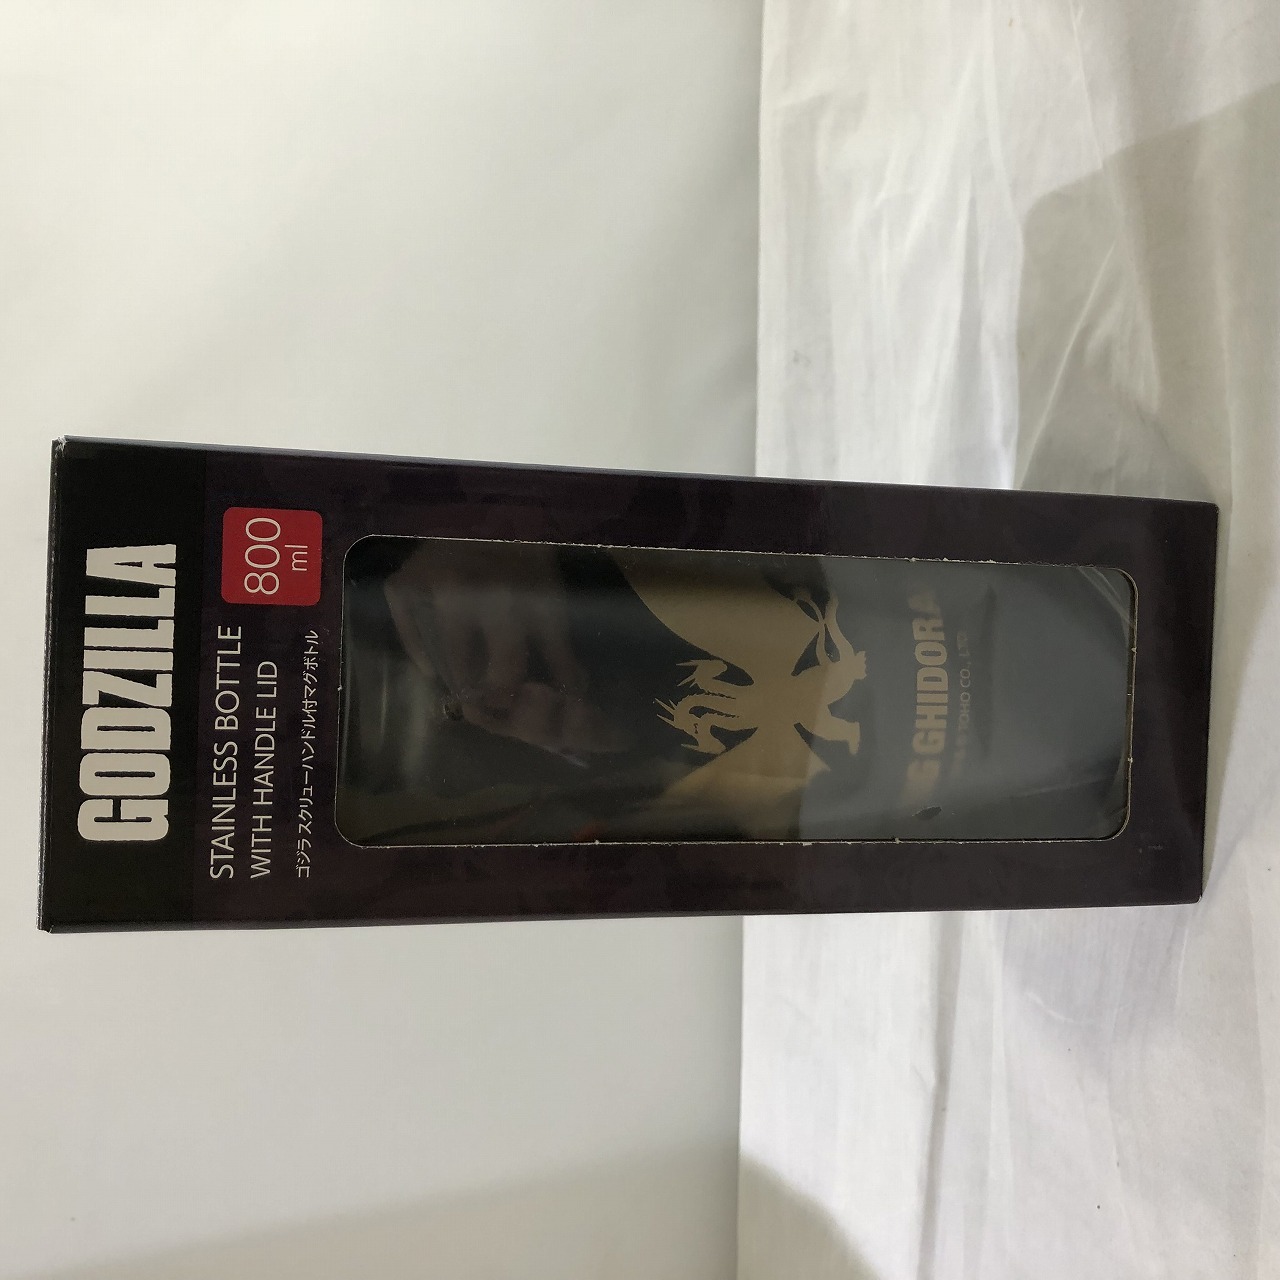 GODZILLA
STAINLESS BOTTLE
WITH HANDLE LID
800
ml
ゴジラ スクリューハンドル付マグボトル
GHIDORA
TOHO CO., LTD